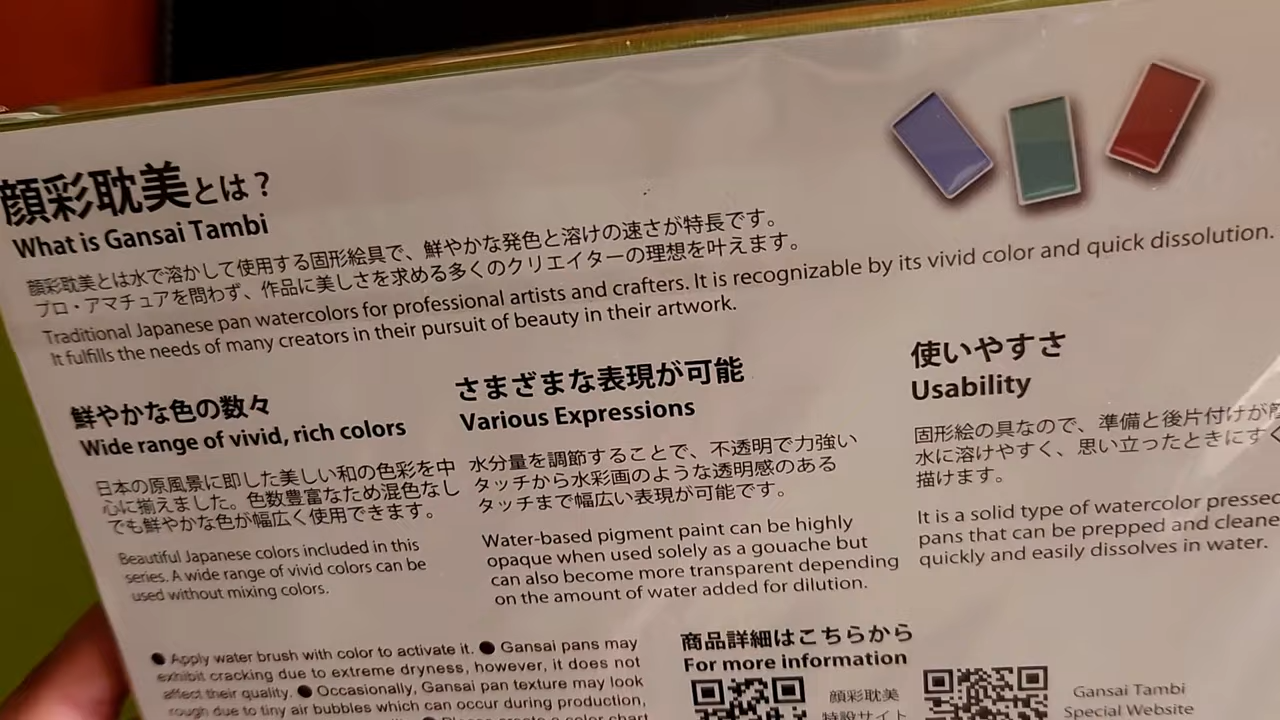 顔彩耽美とは？
What is Gansai Tambi
顔彩耽美とは水で溶かして使用する固形絵具で、鮮やかな発色と溶けの速さが特長です。
プロ・アマチュアを問わず、作品に美しさを求める多くのクリエイターの理想を叶えます。
Traditional Japanese pan watercolors for professional artists and crafters. It is recognizable by its vivid color and quick dissolution.
It fulfills the needs of many creators in their pursuit of beauty in their artwork.
鮮やかな色の数々
Wide range of vivid, rich colors
日本の原風景に即した美しい和の色彩を中
心に揃えました。色数豊富なため混色なし
でも鮮やかな色が幅広く使用できます。
Beautiful Japanese colors included in this
series. A wide range of vivid colors can be
used without mixing colors.
さまざまな表現が可能
Various Expressions
水分量を調節することで、不透明で力強い
タッチから水彩画のような透明感のある
タッチまで幅広い表現が可能です。
Water-based pigment paint can be highly
opaque when used solely as a gouache but
can also become more transparent depending
on the amount of water added for dilution.
使いやすさ
Usability
固形絵の具なので、準備と後片付けが
水に溶けやすく、思い立ったときにすぐ
描けます。
It is a solid type of watercolor pressed
pans that can be prepped and cleane
quickly and easily dissolves in water.
● Apply water brush with color to activate it. ● Gansai pans may
exhibit cracking due to extreme dryness, however, it does not
affect their quality. ● Occasionally, Gansai pan texture may look
rough due to tiny air bubbles which can occur during production,
商品詳細はこちらから
For more information
顔彩耽美
特設サイト
Gansai Tambi
Special Website